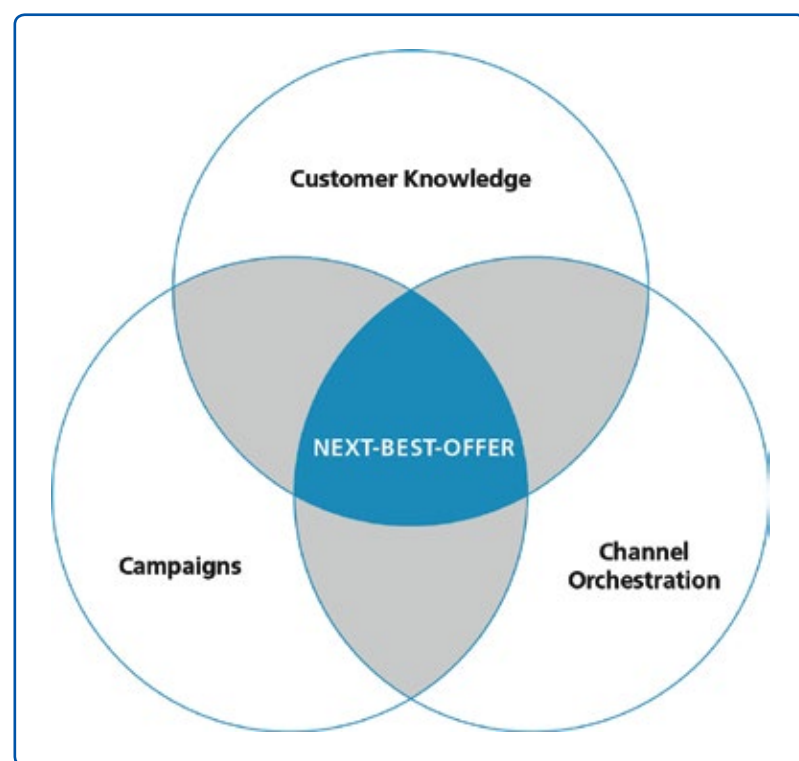 Customer Knowledge
NEXT-BEST-OFFER
Campaigns
Channel
Orchestration